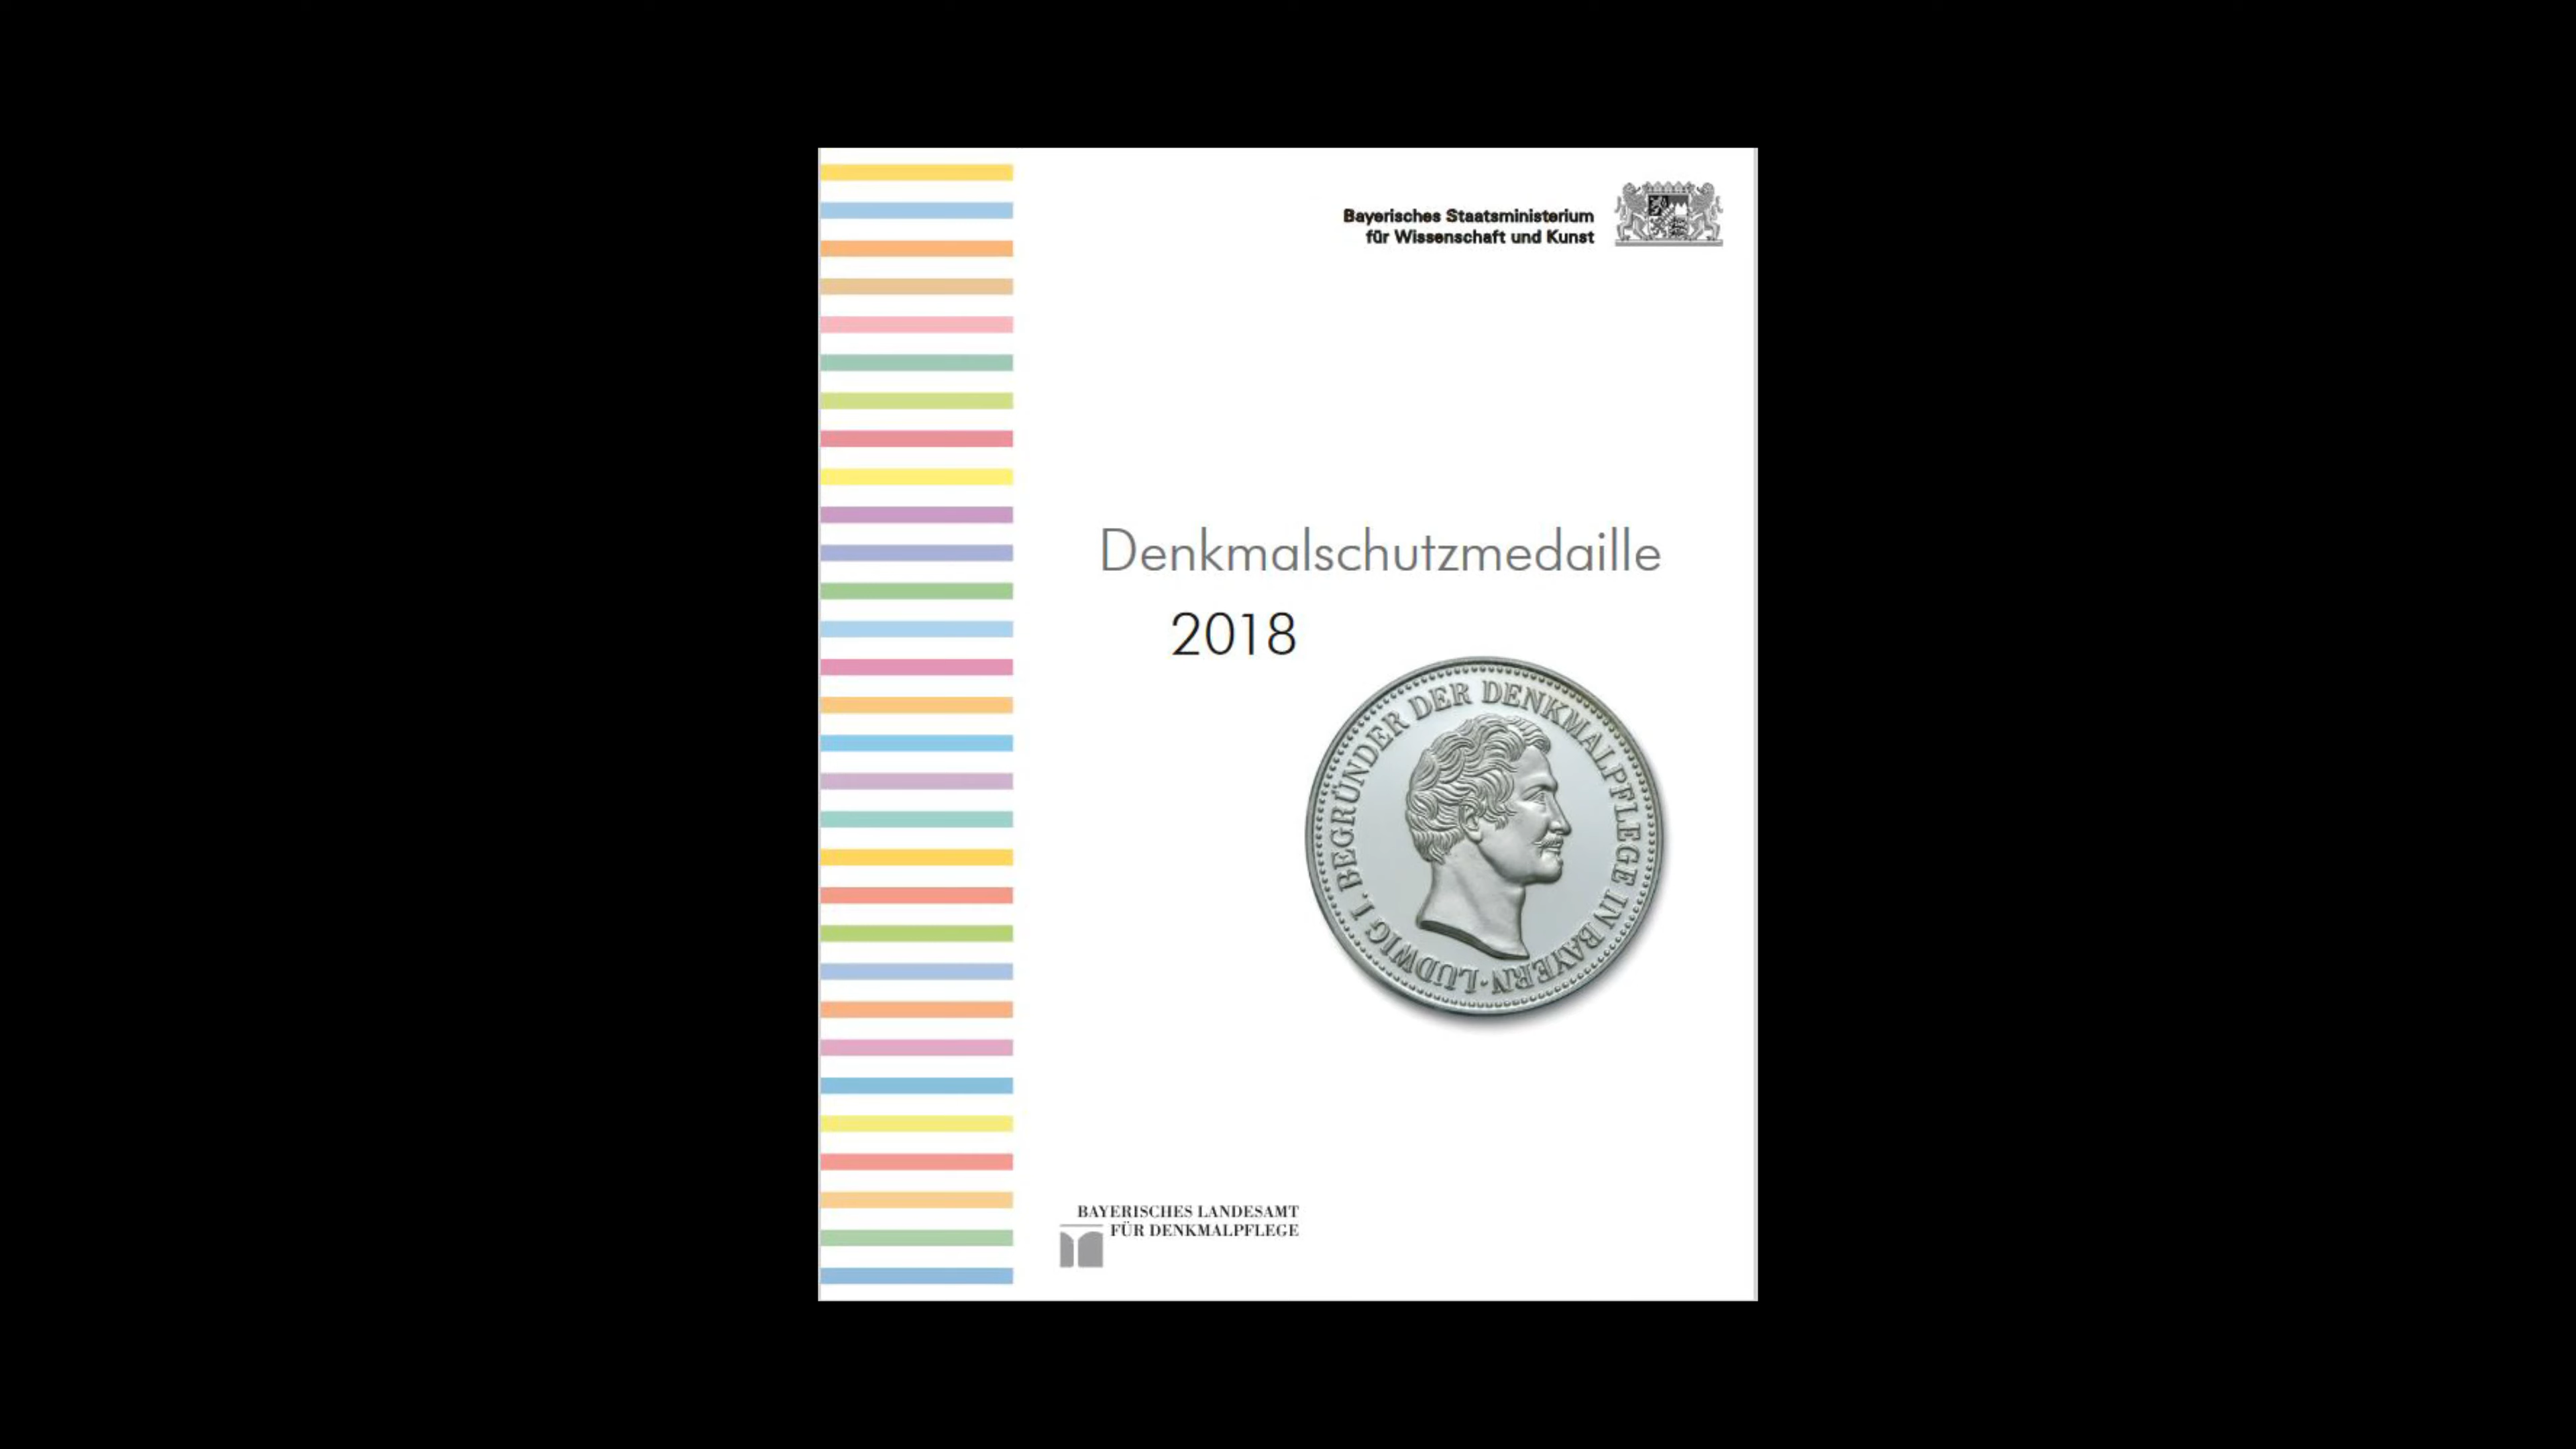 Bayerisches Staatsministerium
für Wissenschaft und Kunst
Denkmalschutzmedaille
2018
LUDWIG I. BEGRÜNDER DER DENKMALPFLEGE IN BAYERN ·
BAYERISCHES LANDESAMT
FÜR DENKMALPFLEGE